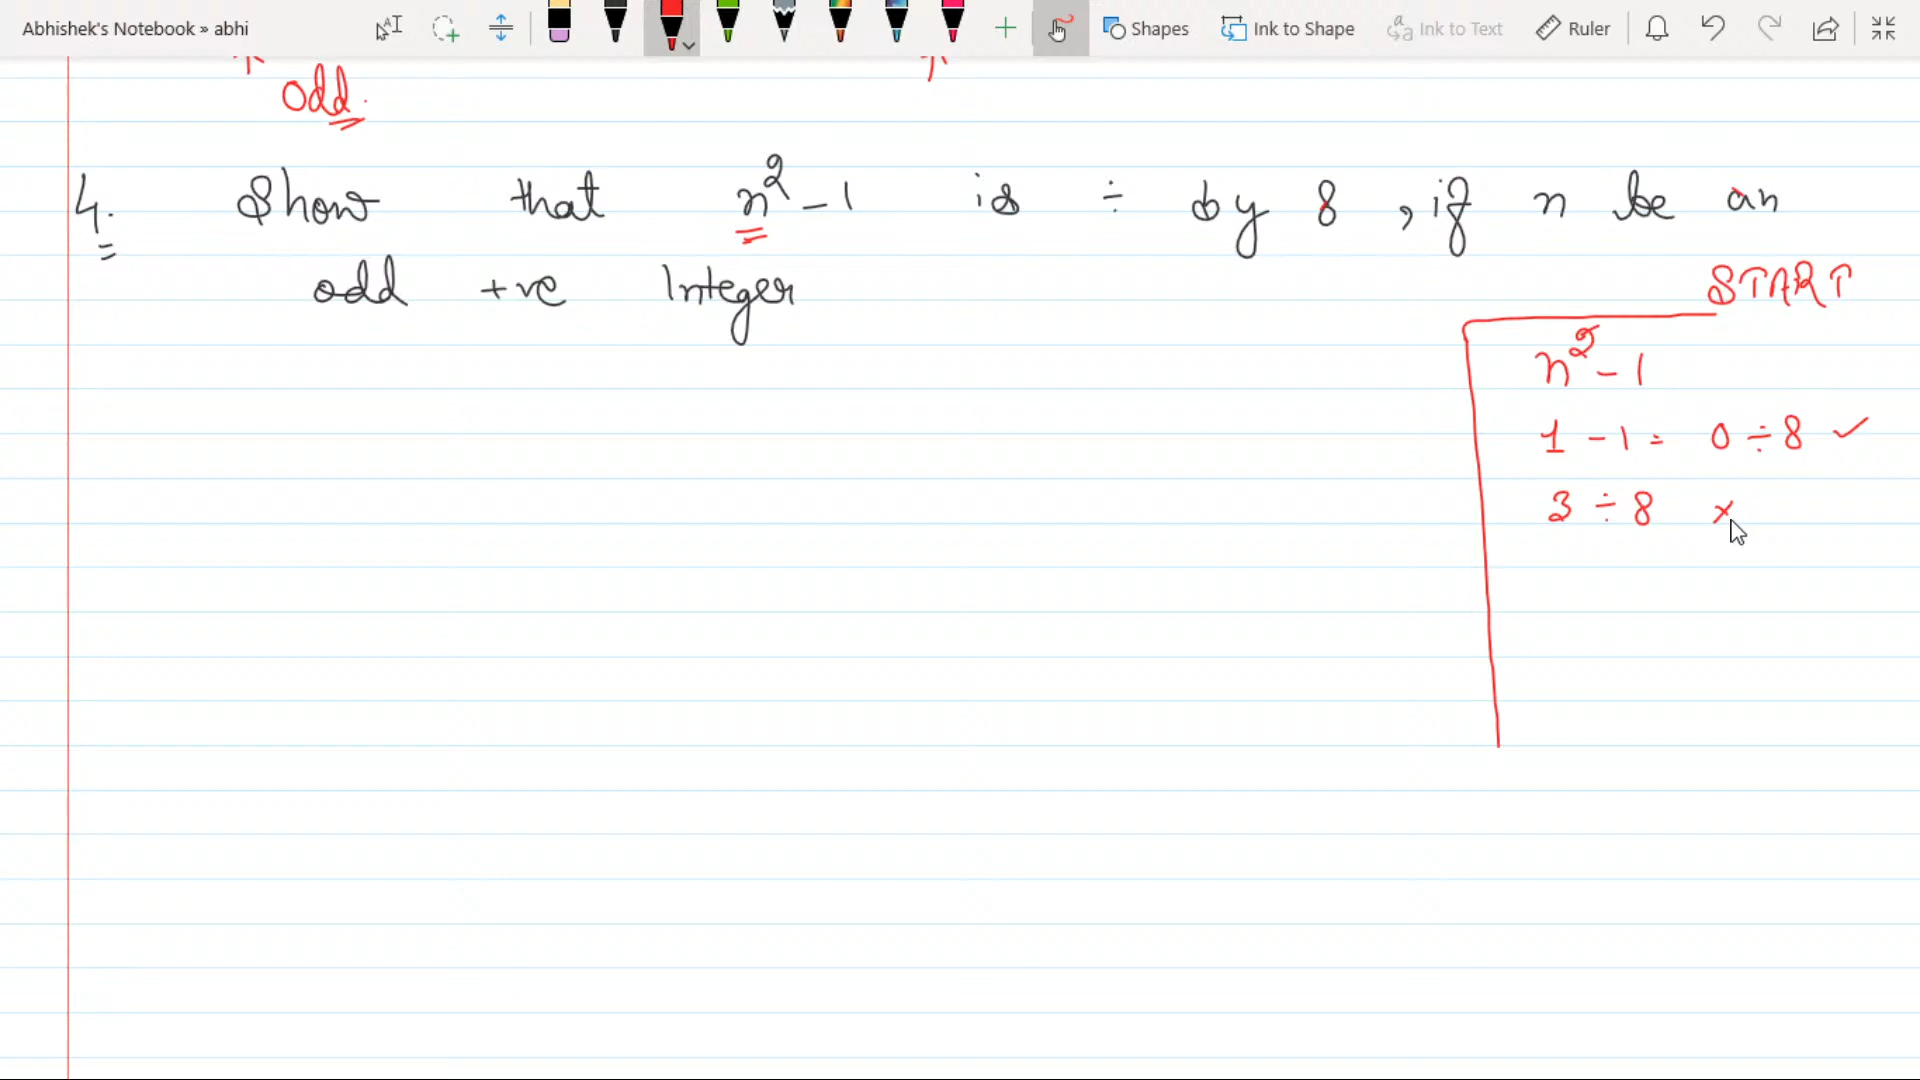 Abhishek's Notebook » abhi
Shapes Ink to Shape Ink to Text Ruler
Odd.
4. Show that n²-1 is ÷ by 8, if n be an
odd +ve Integer
START
n²-1
1 - 1 = 0 ÷ 8 ✓
3 ÷ 8 ×